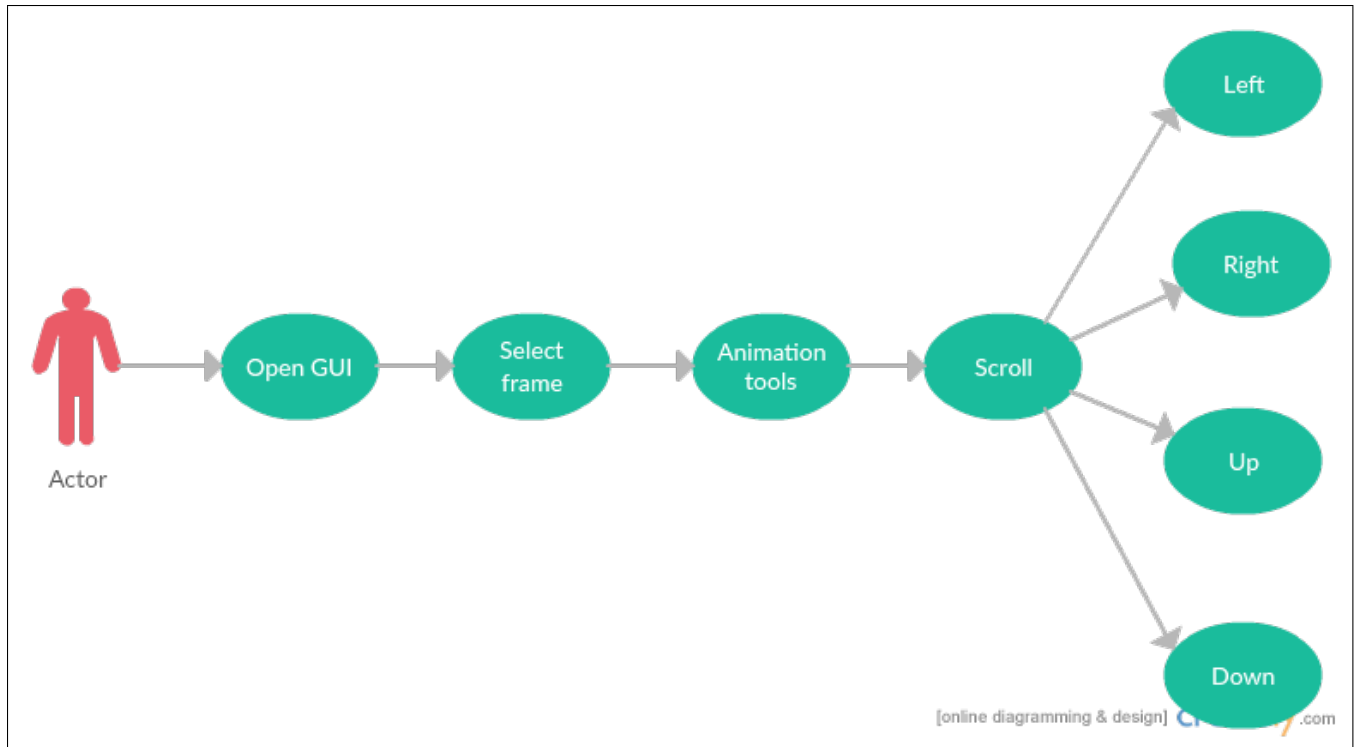 Left
Right
Select
frame
Animation
tools
Open GUI
Scroll
Up
Actor
Down
[online diagramming & design]
.com